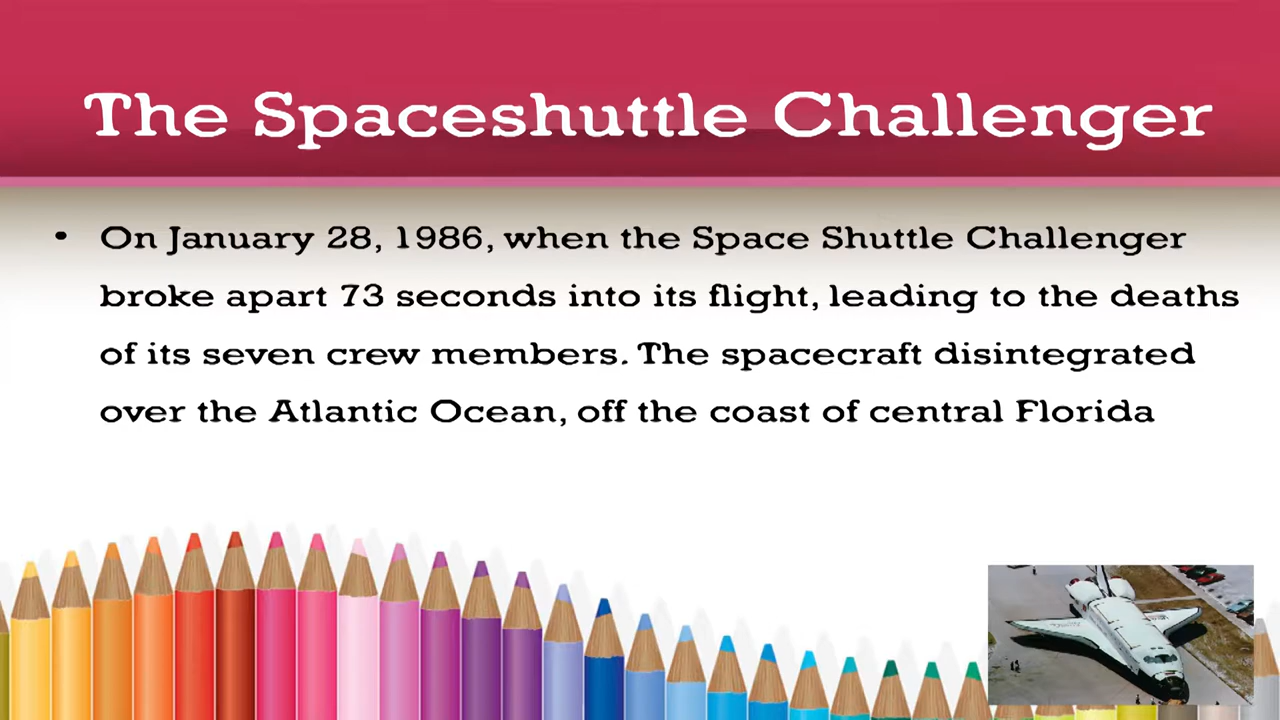 The Spaceshuttle Challenger
• On January 28, 1986, when the Space Shuttle Challenger
broke apart 73 seconds into its flight, leading to the deaths
of its seven crew members. The spacecraft disintegrated
over the Atlantic Ocean, off the coast of central Florida